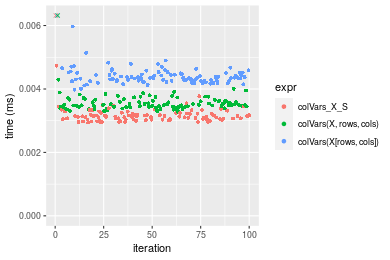 0.006
0.004
0.002
0.000
time (ms)
0
25
50
75
100
iteration
expr
colVars_X_S
colVars(X, rows, cols)
colVars(X[rows, cols])